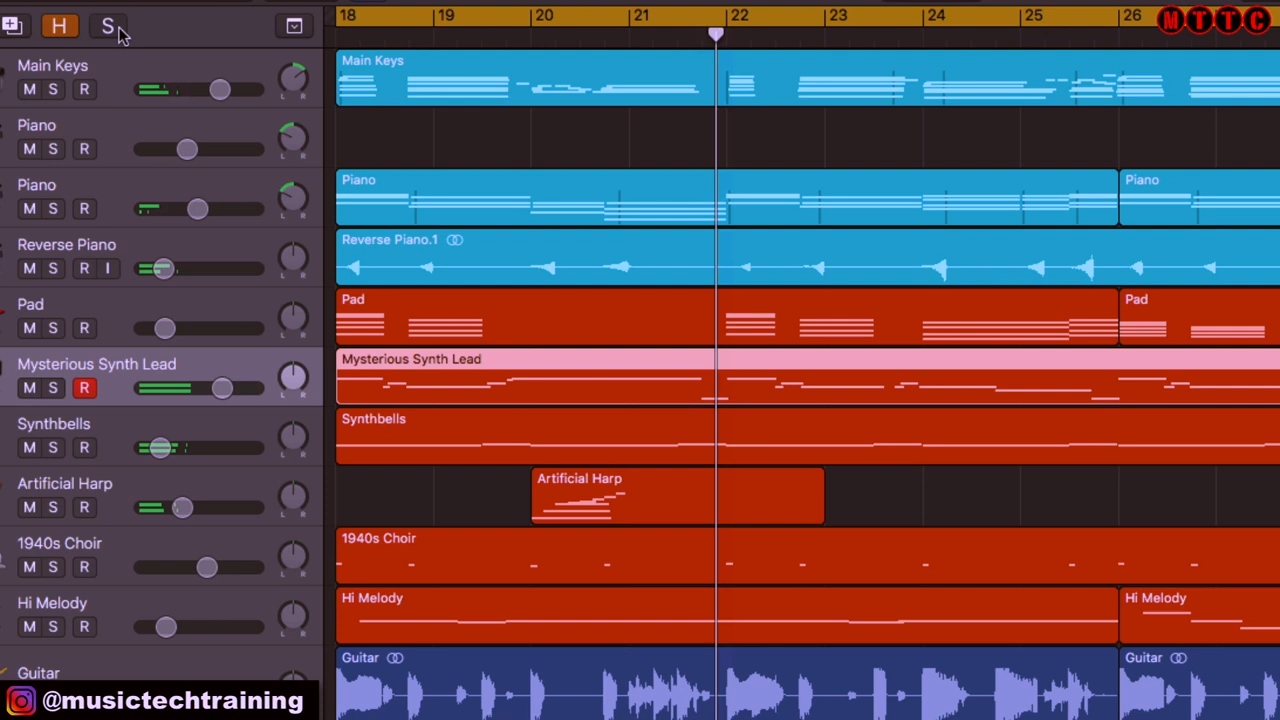 H S 18 19 20 21 22 23 24 25 26 MTTC
Main Keys
M S R L R
Main Keys
Piano
M S R L R
Piano
M S R L R
Piano Piano
Reverse Piano
M S R I L R
Reverse Piano.1
Pad
M S R L R
Pad Pad
Mysterious Synth Lead
M S R L R
Mysterious Synth Lead
Synthbells
M S R L R
Synthbells
Artificial Harp
M S R L R
Artificial Harp
1940s Choir
M S R L R
1940s Choir
Hi Melody
M S R L R
Hi Melody Hi Melody
Guitar
Guitar Guitar
@musictechtraining